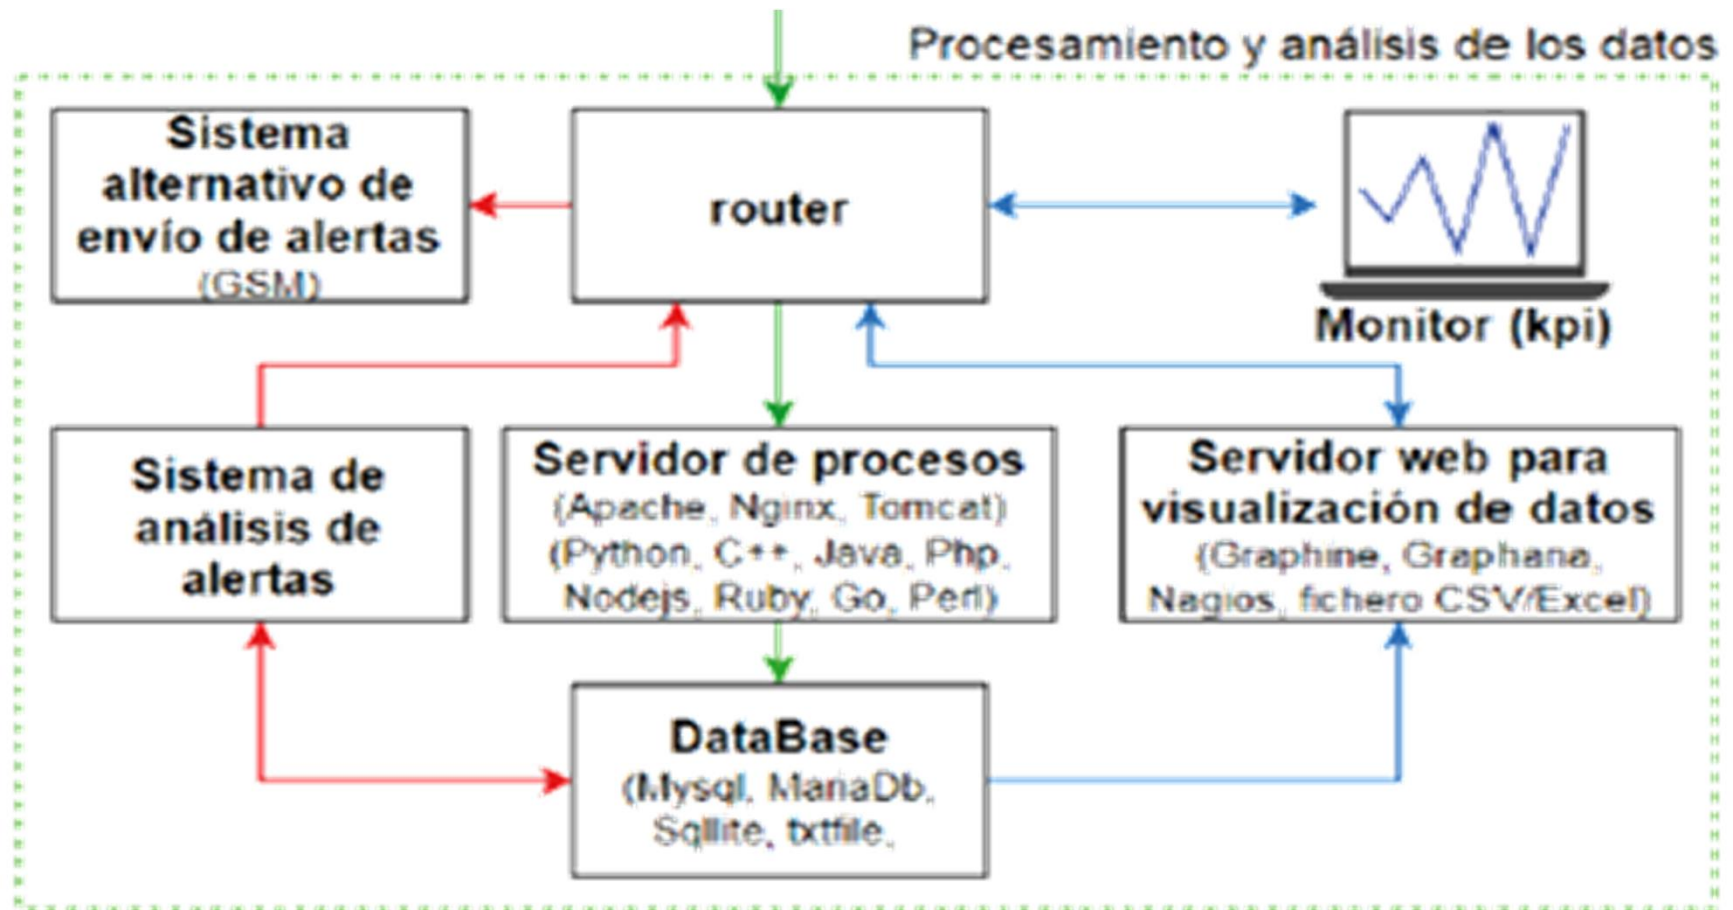 Procesamiento y análisis de los datos
Sistema
alternativo de
envío de alertas
(GSM)
router
Monitor (kpi)
Sistema de
análisis de
alertas
Servidor de procesos
(Apache, Nginx, Tomcat)
(Python, C++, Java, Php,
Nodejs, Ruby, Go, Perl)
Servidor web para
visualización de datos
(Graphine, Graphana,
Nagios, fichero CSV/Excel)
DataBase
(Mysql, MariaDb,
Sqllite, txtfile,